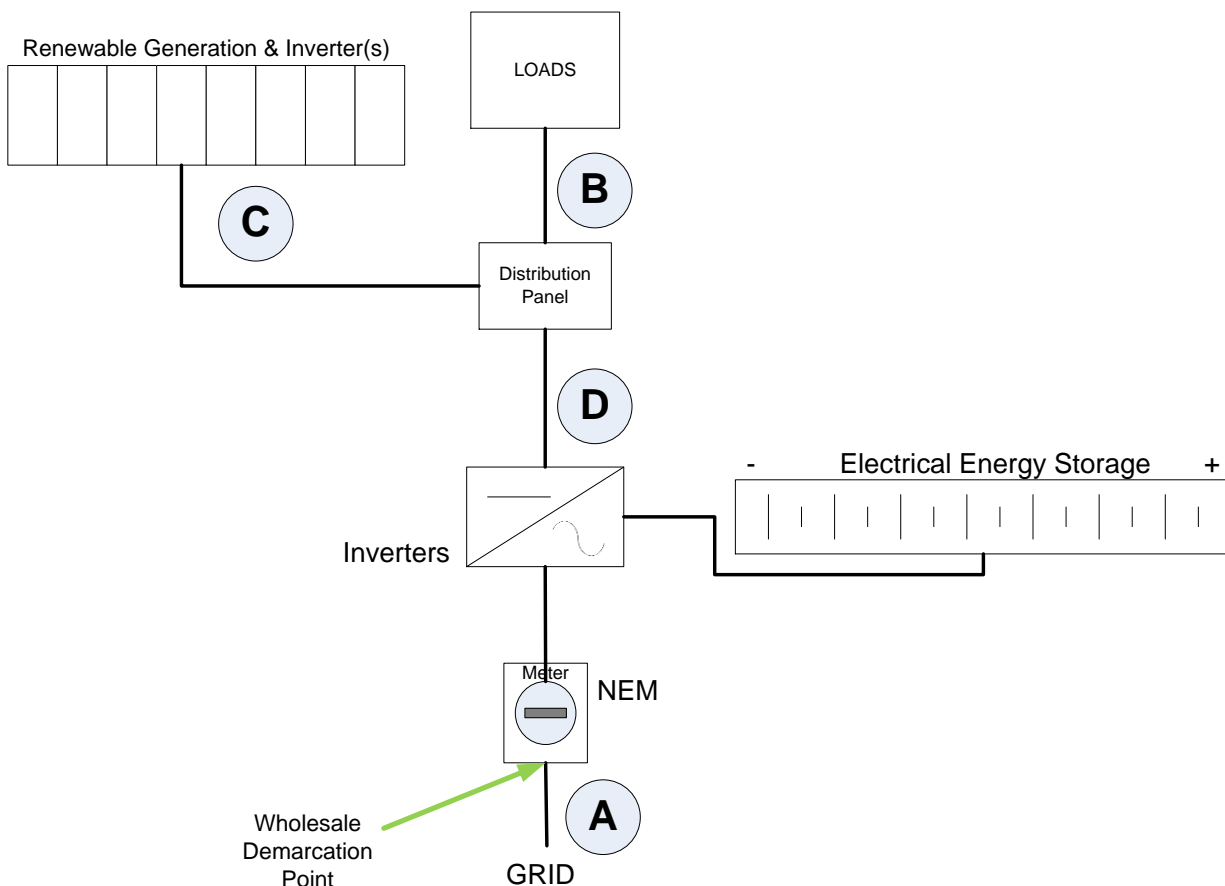 Renewable Generation & Inverter(s)
LOADS
B
C
Distribution
Panel
D
- Electrical Energy Storage +
Inverters
Meter
NEM
A
Wholesale
Demarcation
Point
GRID